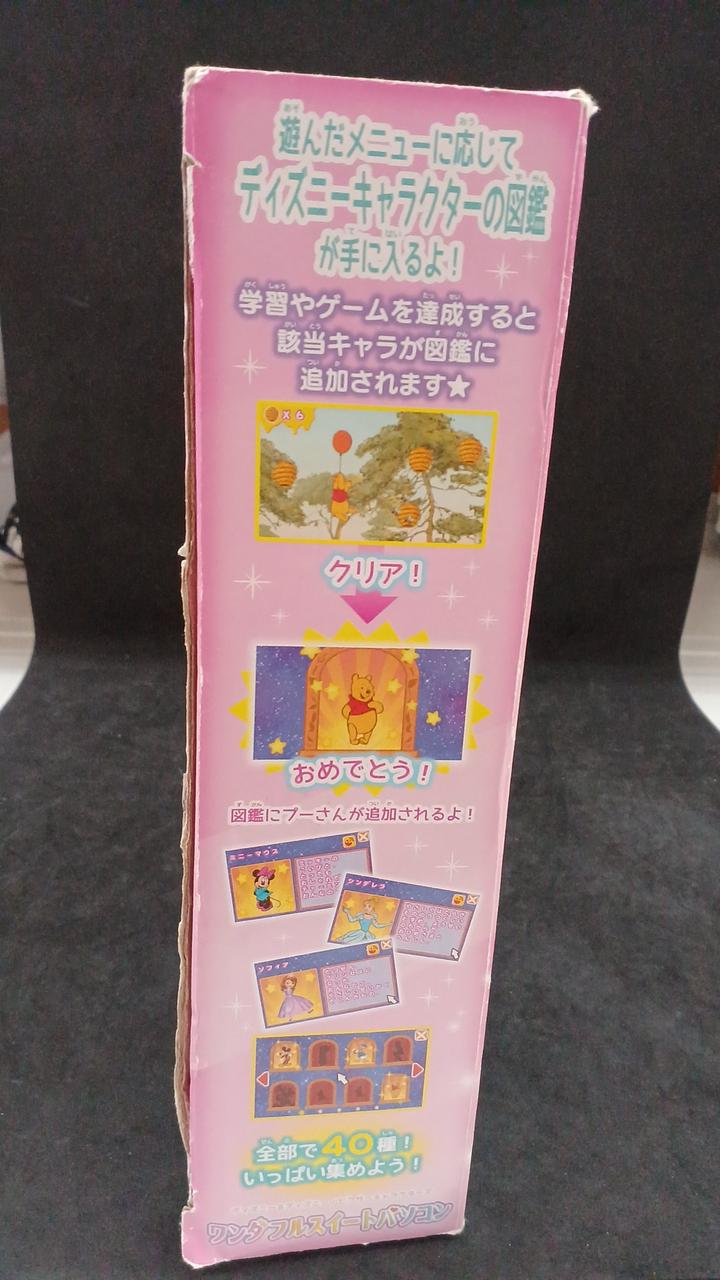 遊んだメニューに応じて
ディズニーキャラクターの図鑑
が手に入るよ！
学習やゲームを達成すると
該当キャラが図鑑に
追加されます★
X 6
クリア！
おめでとう！
図鑑にプーさんが追加されるよ！
ミニーマウス
シンデレラ
ソフィア
全部で40種！
いっぱい集めよう！
ワンダフルスイートパソコン